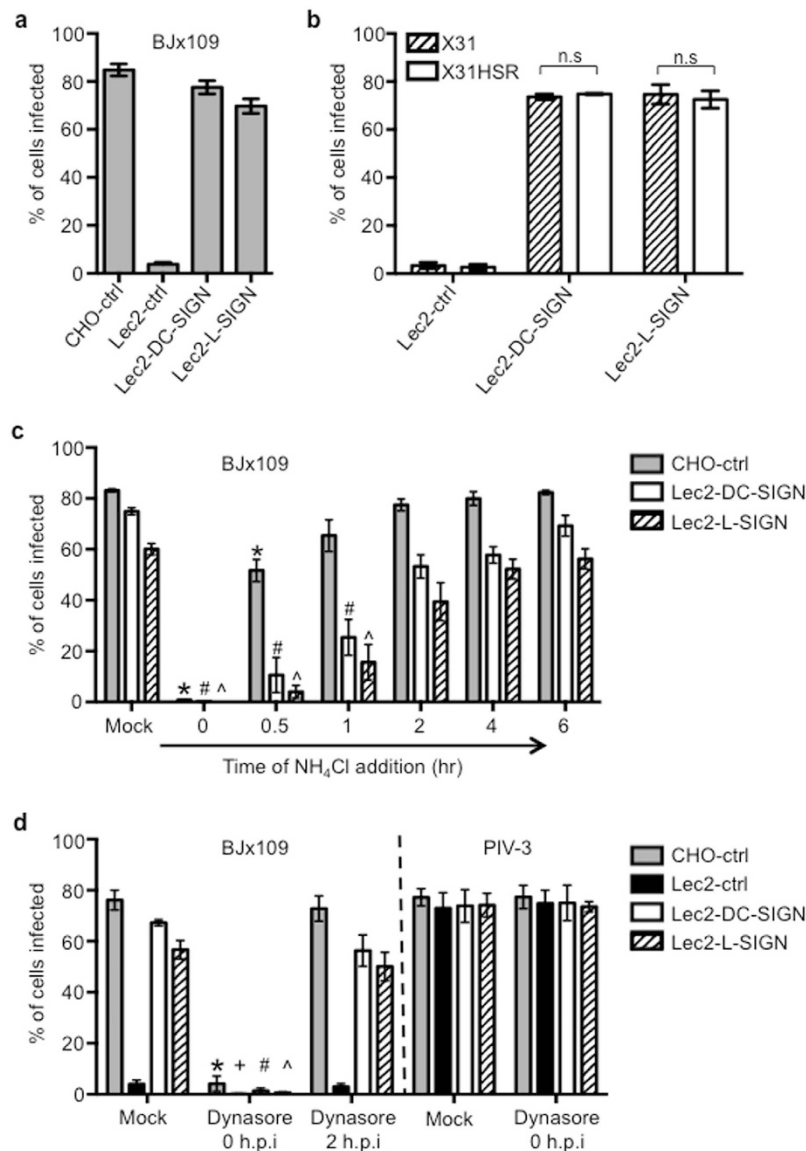 a
BJx109
% of cells infected
100
80
60
40
20
0
CHO-ctrl
Lec2-ctrl
Lec2-DC-SIGN
Lec2-L-SIGN
b
X31
X31HSR
n.s
n.s
% of cells infected
100
80
60
40
20
0
Lec2-ctrl
Lec2-DC-SIGN
Lec2-L-SIGN
c
BJx109
CHO-ctrl
Lec2-DC-SIGN
Lec2-L-SIGN
% of cells infected
100
80
60
40
20
0
* # ^
* # ^
# ^
Mock 0 0.5 1 2 4 6
Time of NH₄Cl addition (hr)
d
BJx109 PIV-3
CHO-ctrl
Lec2-ctrl
Lec2-DC-SIGN
Lec2-L-SIGN
% of cells infected
100
80
60
40
20
0
* + # ^
Mock
Dynasore
0 h.p.i
Dynasore
2 h.p.i
Mock
Dynasore
0 h.p.i